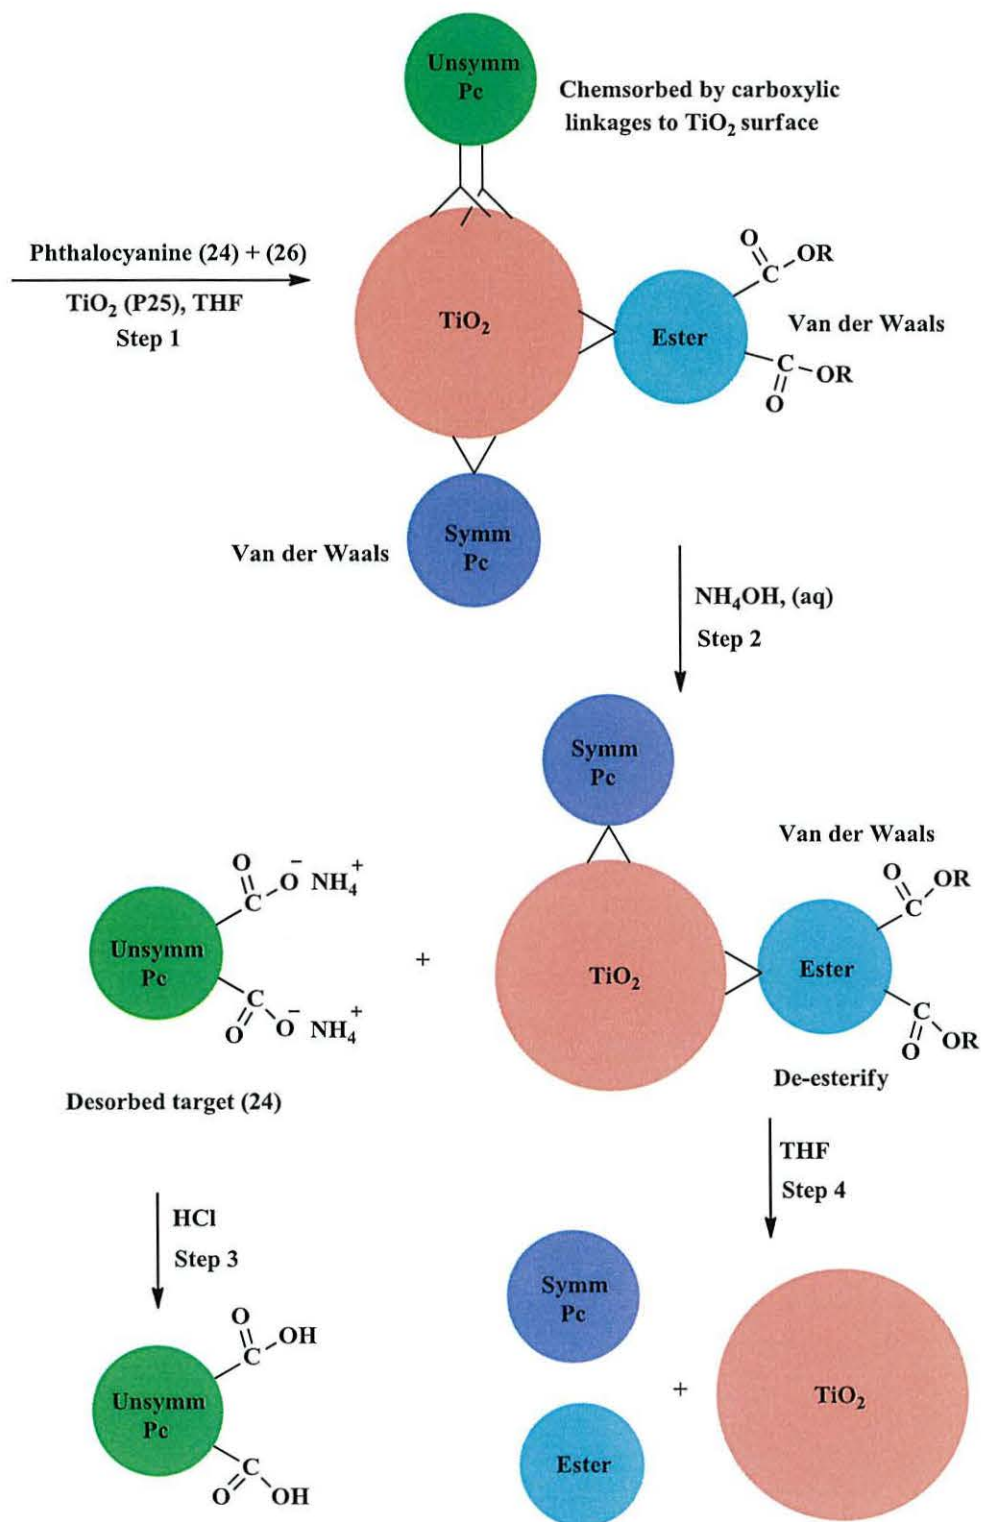 Unsymm
Pc
Chemsorbed by carboxylic
linkages to TiO₂ surface
Phthalocyanine (24) + (26)
TiO₂ (P25), THF
Step 1
TiO₂
Ester
O
C
OR
Van der Waals
C
OR
O
Symm
Pc
Van der Waals
NH₄OH, (aq)
Step 2
Symm
Pc
Van der Waals
Unsymm
Pc
O
C
O⁻ NH₄⁺
C
O
O⁻ NH₄⁺
+
TiO₂
Ester
O
C
OR
C
O
OR
De-esterify
Desorbed target (24)
THF
Step 4
HCl
Step 3
Symm
Pc
Ester
+
TiO₂
Unsymm
Pc
O
C
OH
C
O
OH